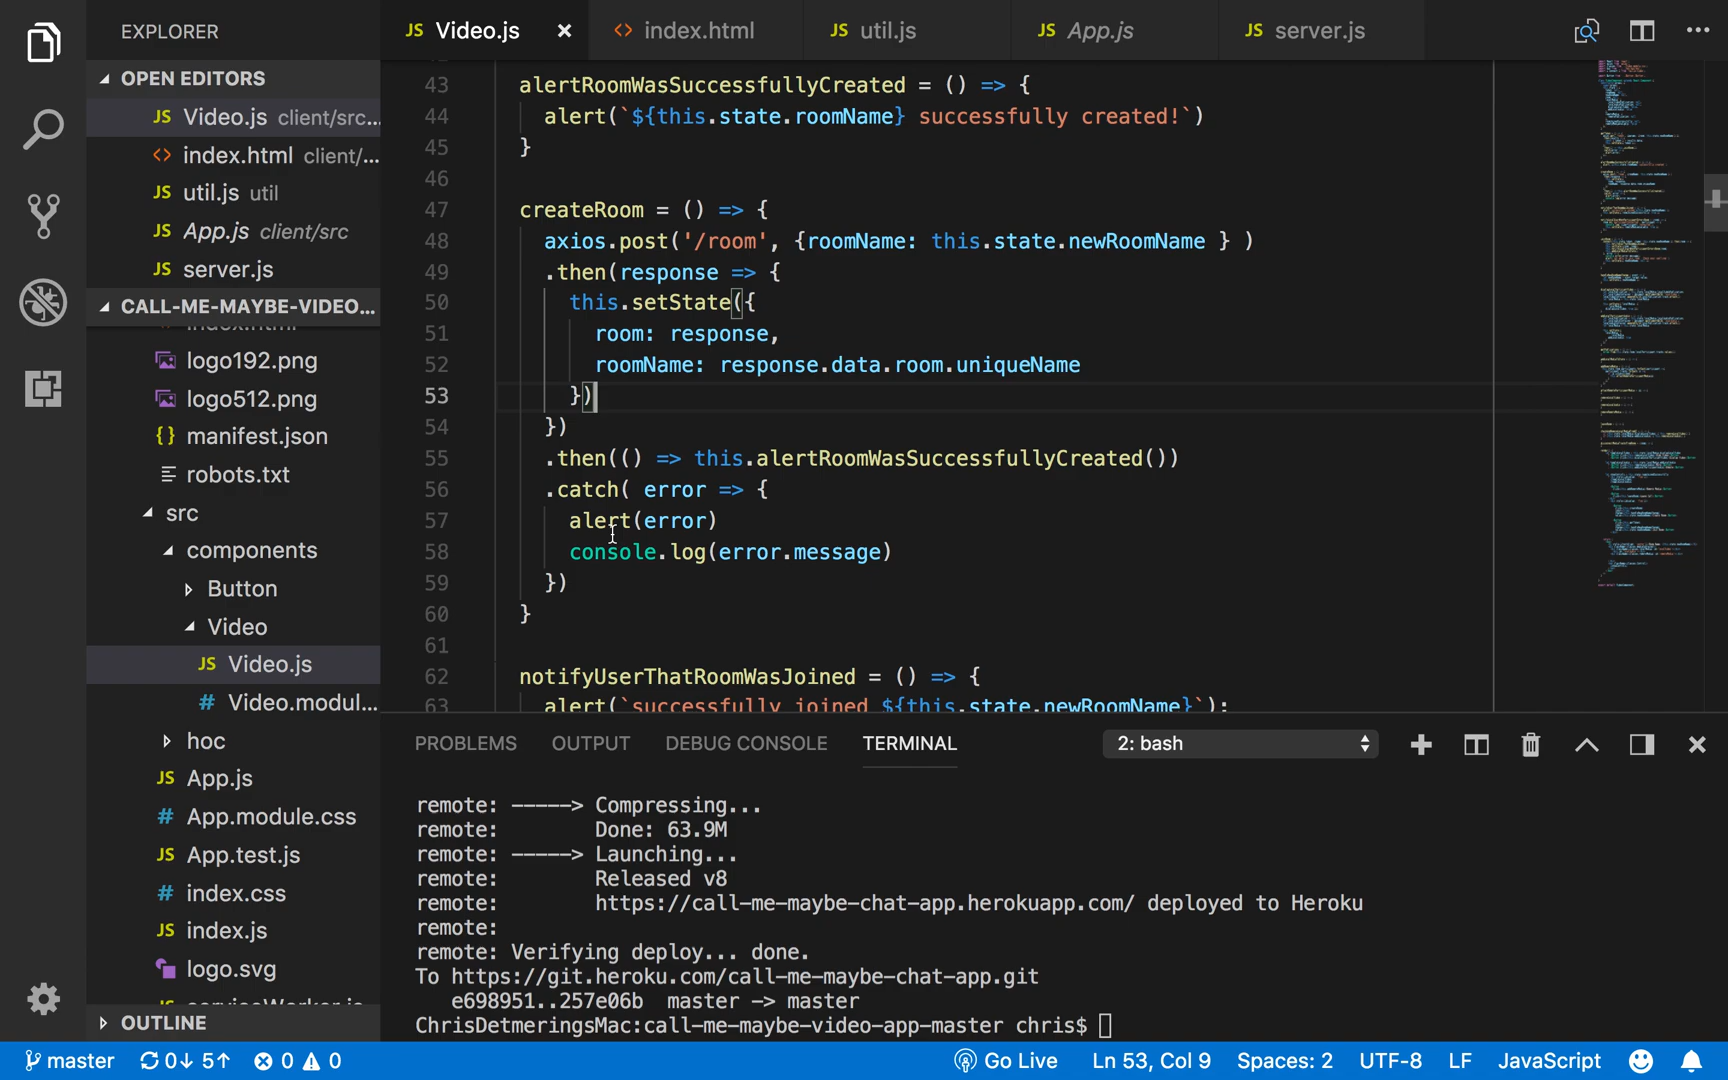 EXPLORER
OPEN EDITORS
JS Video.js client/src...
<> index.html client/...
JS util.js util
JS App.js client/src
JS server.js
CALL-ME-MAYBE-VIDEO...
index.html
logo192.png
logo512.png
{} manifest.json
robots.txt
src
components
Button
Video
JS Video.js
# Video.modul...
hoc
JS App.js
# App.module.css
JS App.test.js
# index.css
JS index.js
logo.svg
JS serviceWorker.js
OUTLINE
JS Video.js × <> index.html JS util.js JS App.js JS server.js
43 alertRoomWasSuccessfullyCreated = () => {
44 alert(`${this.state.roomName} successfully created!`)
45 }
46
47 createRoom = () => {
48 axios.post('/room', {roomName: this.state.newRoomName } )
49 .then(response => {
50 this.setState({
51 room: response,
52 roomName: response.data.room.uniqueName
53 })
54 })
55 .then(() => this.alertRoomWasSuccessfullyCreated())
56 .catch( error => {
57 alert(error)
58 console.log(error.message)
59 })
60 }
61
62 notifyUserThatRoomWasJoined = () => {
63 alert(`successfully joined ${this.state.newRoomName}`);
PROBLEMS OUTPUT DEBUG CONSOLE TERMINAL 2: bash
remote: -----> Compressing...
remote: Done: 63.9M
remote: -----> Launching...
remote: Released v8
remote: https://call-me-maybe-chat-app.herokuapp.com/ deployed to Heroku
remote:
remote: Verifying deploy... done.
To https://git.heroku.com/call-me-maybe-chat-app.git
e698951..257e06b master -> master
ChrisDetmeringsMac:call-me-maybe-video-app-master chris$
master 0↓ 5↑ 0 0 Go Live Ln 53, Col 9 Spaces: 2 UTF-8 LF JavaScript